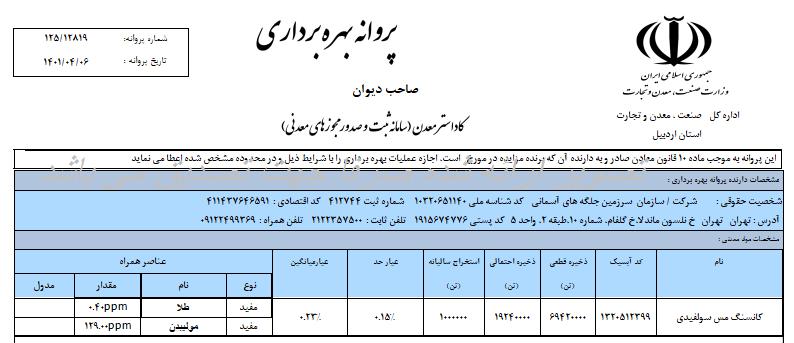 شماره پروانه: ۱۲۵/۱۲۸۱۹
تاریخ پروانه : ۱۴۰۱/۰۴/۰۶
پروانه بهره برداری
صاحب دیوان
کاداستر معدن (سامانه ثبت و صدور مجوزهای معدنی)
جمهوری اسلامی ایران
وزارت صنعت، معدن و تجارت
اداره کل صنعت ، معدن و تجارت
استان اردبیل
این پروانه به موجب ماده ۱۰ قانون معادن صادر و به دارنده آن که برنده مزایده در مورخ است. اجازه عملیات بهره برداری را با شرایط ذیل و در محدوده مشخص شده اعطا می نماید
مشخصات دارنده پروانه بهره برداری :
شخصیت حقوقی : شرکت / سازمان سرزمین جلگه های آسمانی کد شناسه ملی ۱۰۳۲۰۶۵۱۱۴۰ شماره ثبت ۴۱۲۷۴۴ کد اقتصادی : ۴۱۱۴۳۷۶۴۶۵۹۱
آدرس : تهران تهران خ نلسون ماندلا، خ گلفام، شماره ۱۰، طبقه ۲، واحد ۵ کد پستی ۱۹۱۵۶۷۴۷۷۶ تلفن ثابت : ۲۱۲۲۳۵۷۵۰۰ تلفن همراه : ۰۹۱۲۲۴۹۹۳۶۹
مشخصات مواد معدنی :
نام کد آیسیک ذخیره قطعی (تن) ذخیره احتمالی (تن) استخراج سالیانه (تن) عیار حد عیارمیانگین عناصر همراه
نوع نام مقدار مدول
کانسنگ مس سولفیدی ۱۳۲۰۵۱۲۳۹۹ ۶۹۴۲۰۰۰۰ ۱۹۲۴۰۰۰۰ ۱۰۰۰۰۰۰ ۰.۱۵% ۰.۲۳%
مفید طلا ۰.۴۰ppm
مفید مولیبدن ۱۲۹.۰۰ppm